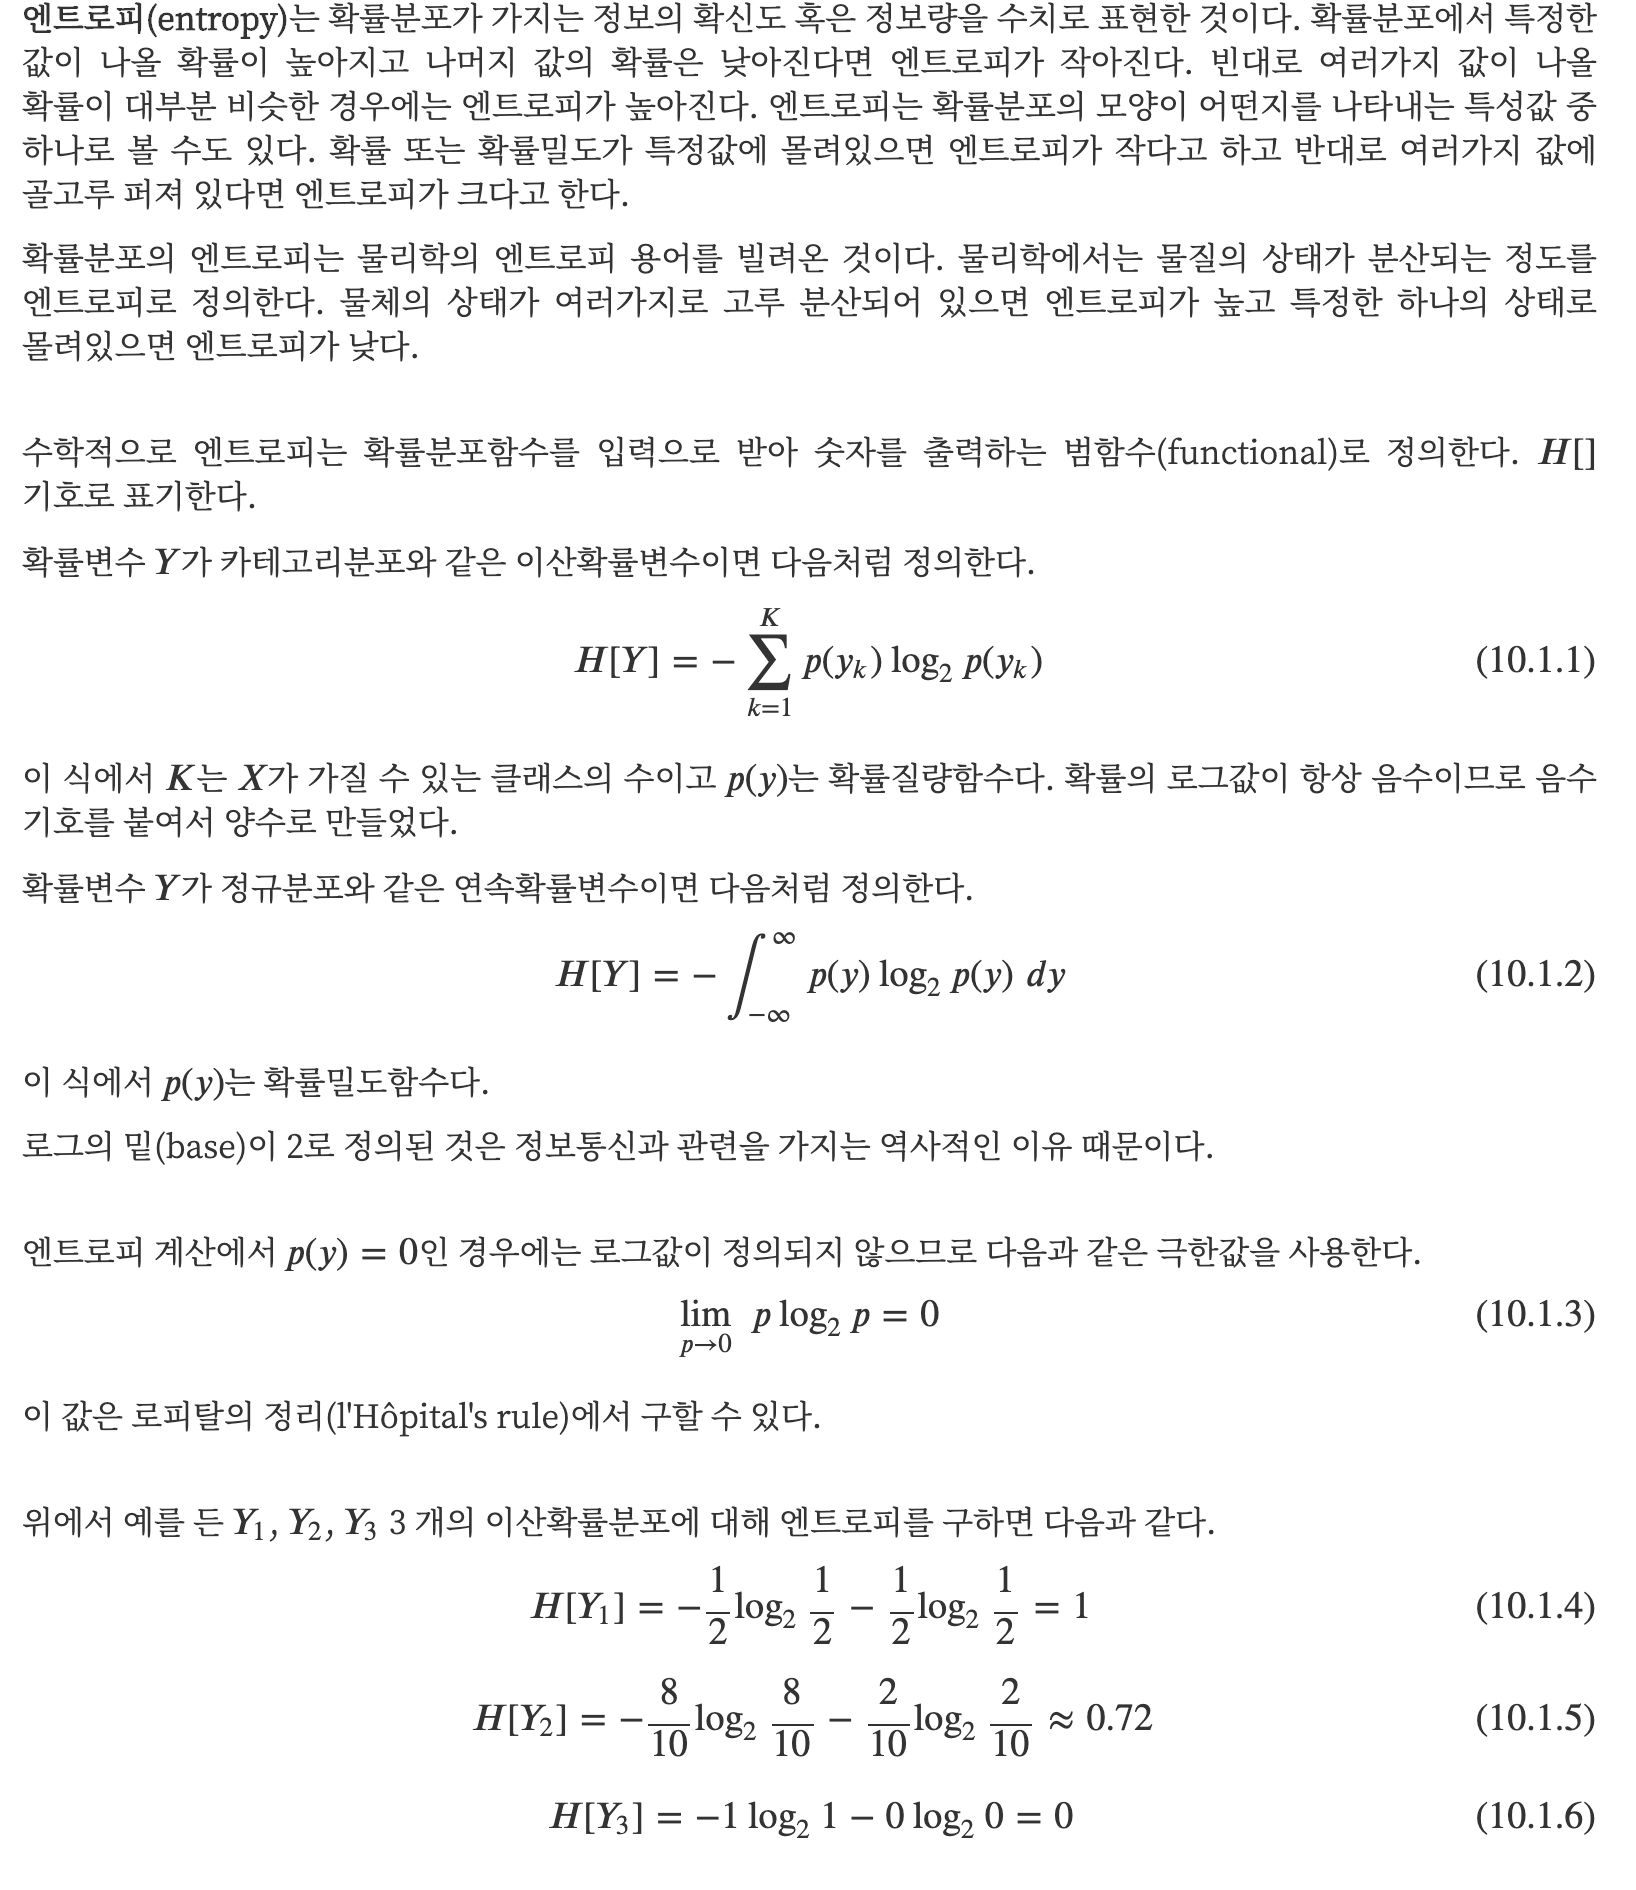 엔트로피(entropy)는 확률분포가 가지는 정보의 확신도 혹은 정보량을 수치로 표현한 것이다. 확률분포에서 특정한
값이 나올 확률이 높아지고 나머지 값의 확률은 낮아진다면 엔트로피가 작아진다. 빈대로 여러가지 값이 나올
확률이 대부분 비슷한 경우에는 엔트로피가 높아진다. 엔트로피는 확률분포의 모양이 어떤지를 나타내는 특성값 중
하나로 볼 수도 있다. 확률 또는 확률밀도가 특정값에 몰려있으면 엔트로피가 작다고 하고 반대로 여러가지 값에
골고루 퍼져 있다면 엔트로피가 크다고 한다.
확률분포의 엔트로피는 물리학의 엔트로피 용어를 빌려온 것이다. 물리학에서는 물질의 상태가 분산되는 정도를
엔트로피로 정의한다. 물체의 상태가 여러가지로 고루 분산되어 있으면 엔트로피가 높고 특정한 하나의 상태로
몰려있으면 엔트로피가 낮다.
수학적으로 엔트로피는 확률분포함수를 입력으로 받아 숫자를 출력하는 범함수(functional)로 정의한다. H[]
기호로 표기한다.
확률변수 Y가 카테고리분포와 같은 이산확률변수이면 다음처럼 정의한다.
H[Y] = − ∑_{k=1}^{K} p(y_k) log_2 p(y_k) (10.1.1)
이 식에서 K는 X가 가질 수 있는 클래스의 수이고 p(y)는 확률질량함수다. 확률의 로그값이 항상 음수이므로 음수
기호를 붙여서 양수로 만들었다.
확률변수 Y가 정규분포와 같은 연속확률변수이면 다음처럼 정의한다.
H[Y] = − ∫_{−∞}^{∞} p(y) log_2 p(y) dy (10.1.2)
이 식에서 p(y)는 확률밀도함수다.
로그의 밑(base)이 2로 정의된 것은 정보통신과 관련을 가지는 역사적인 이유 때문이다.
엔트로피 계산에서 p(y) = 0인 경우에는 로그값이 정의되지 않으므로 다음과 같은 극한값을 사용한다.
lim_{p→0} p log_2 p = 0 (10.1.3)
이 값은 로피탈의 정리(l'Hôpital's rule)에서 구할 수 있다.
위에서 예를 든 Y_1, Y_2, Y_3 3 개의 이산확률분포에 대해 엔트로피를 구하면 다음과 같다.
H[Y_1] = −\frac{1}{2} log_2 \frac{1}{2} − \frac{1}{2} log_2 \frac{1}{2} = 1 (10.1.4)
H[Y_2] = −\frac{8}{10} log_2 \frac{8}{10} − \frac{2}{10} log_2 \frac{2}{10} ≈ 0.72 (10.1.5)
H[Y_3] = −1 log_2 1 − 0 log_2 0 = 0 (10.1.6)